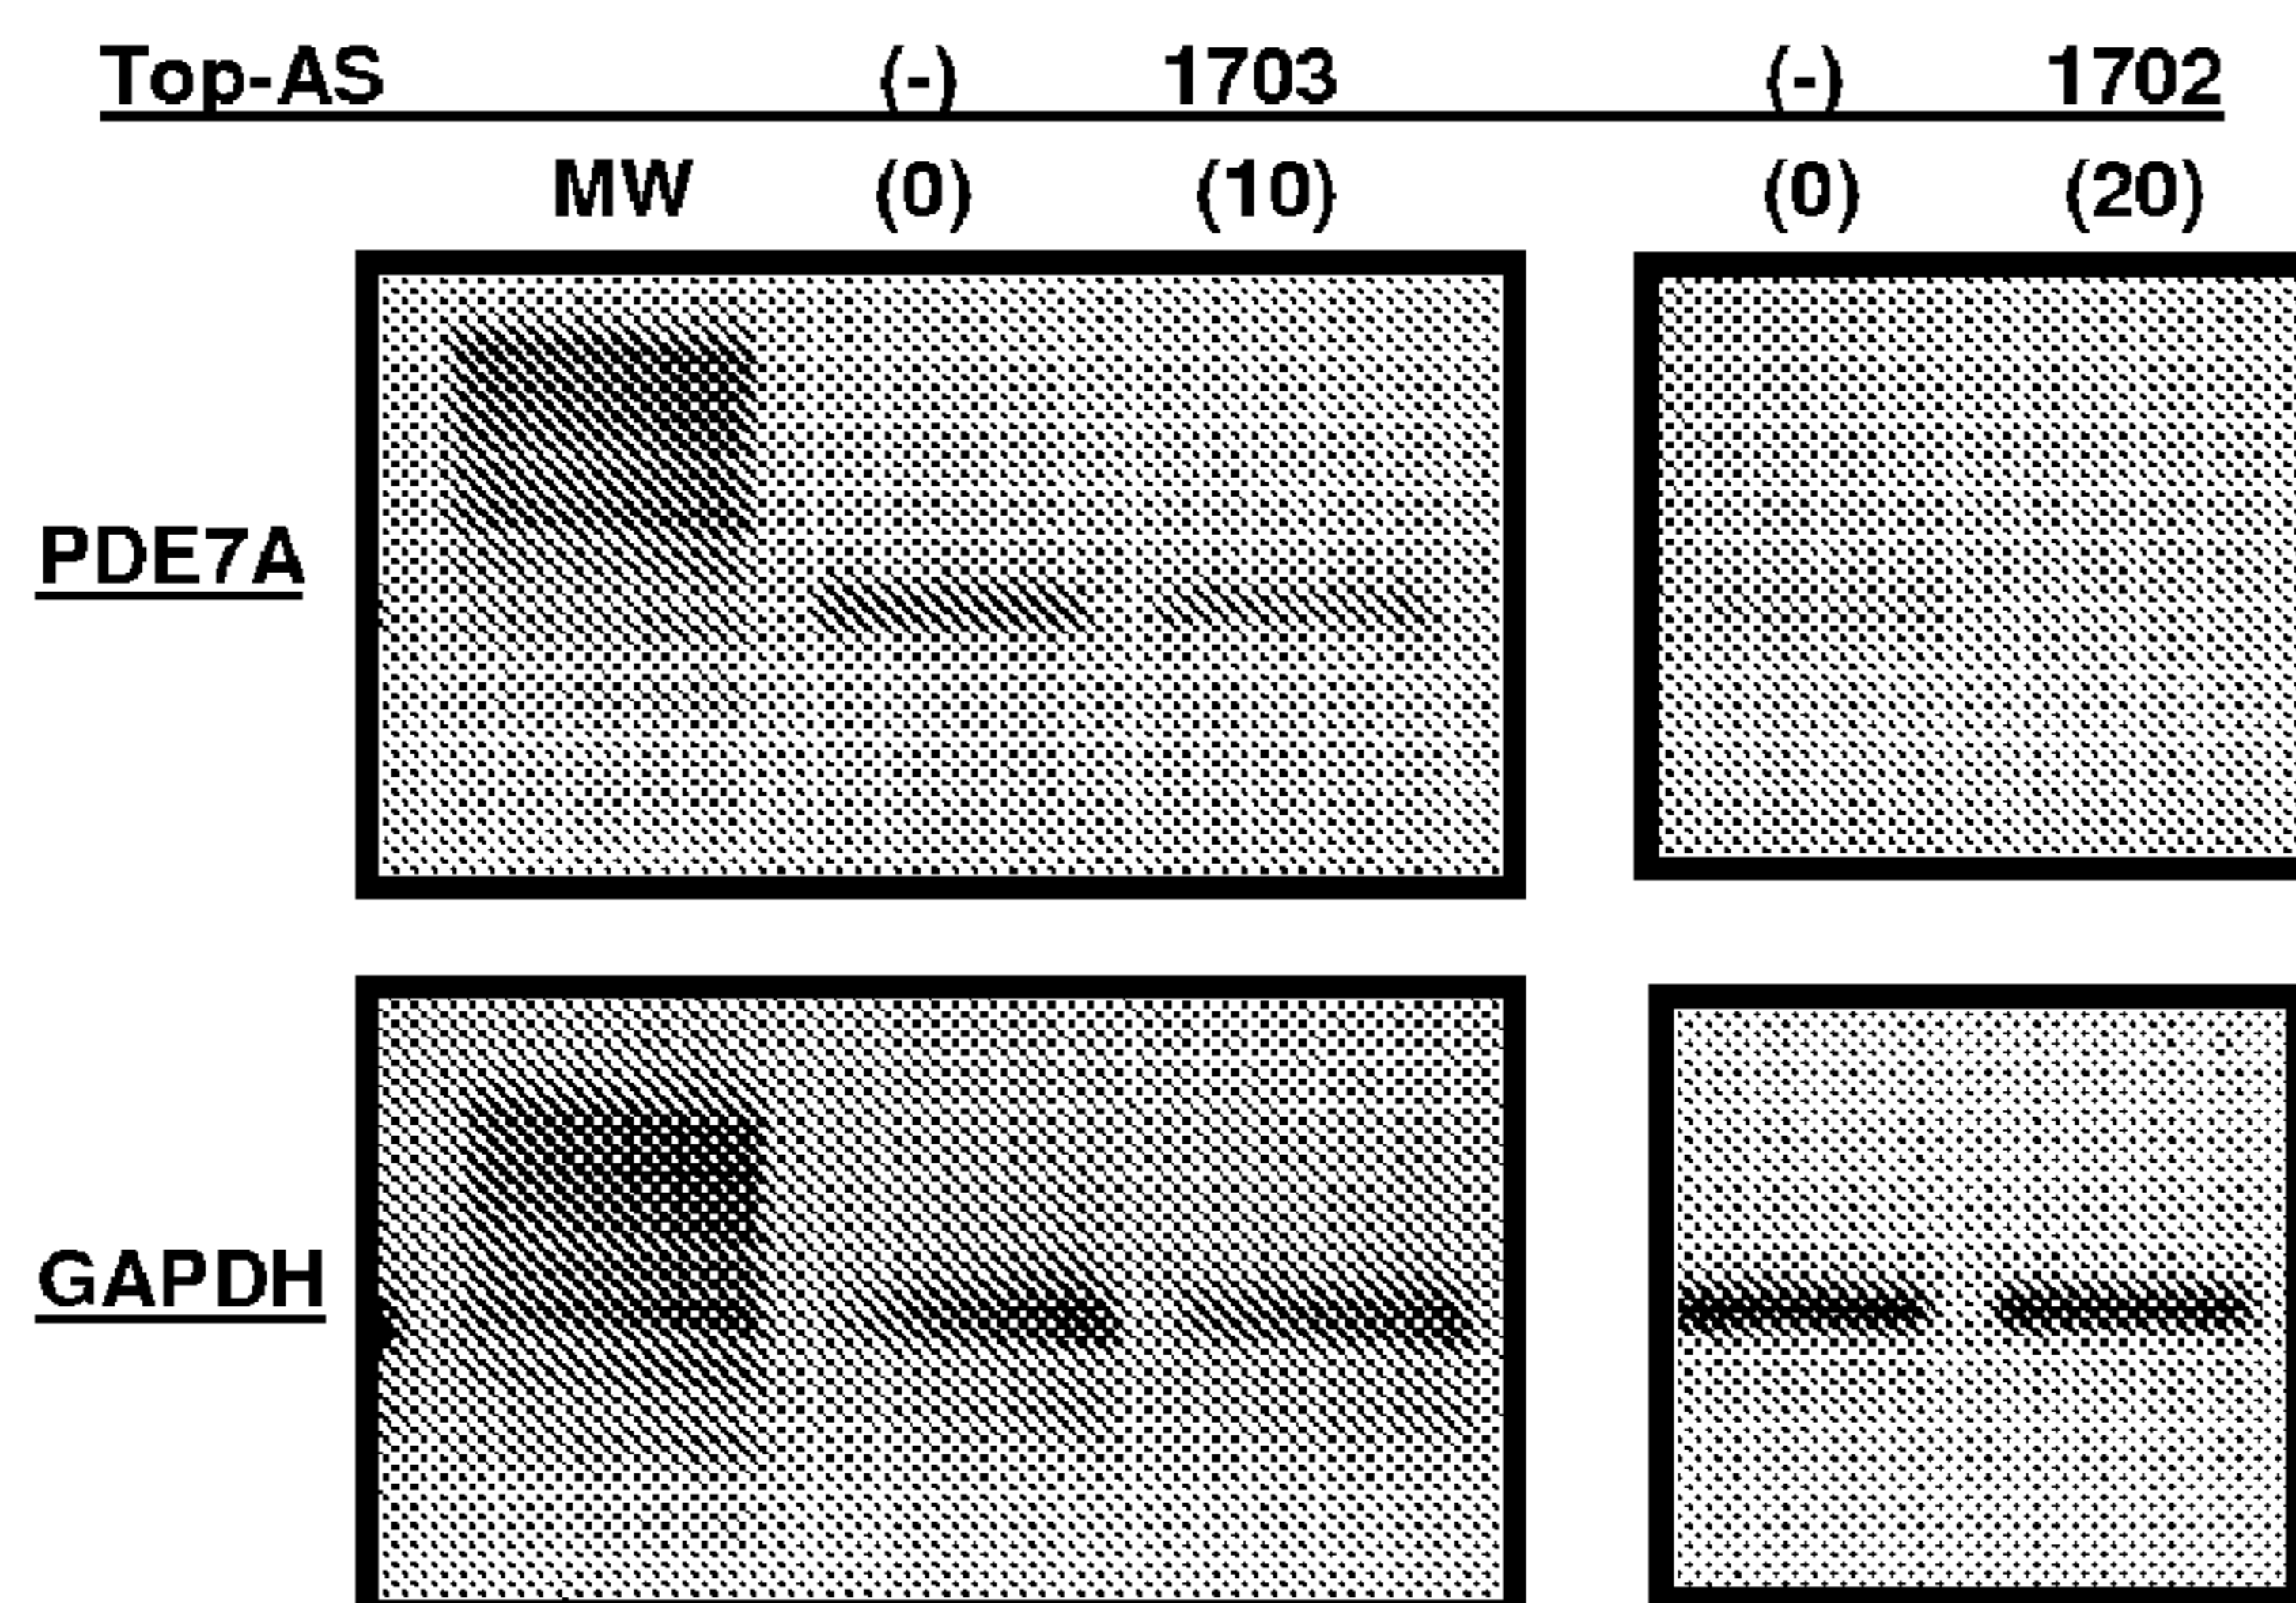 Top-AS (-) 1703 (-) 1702
MW (0) (10) (0) (20)
PDE7A
GAPDH